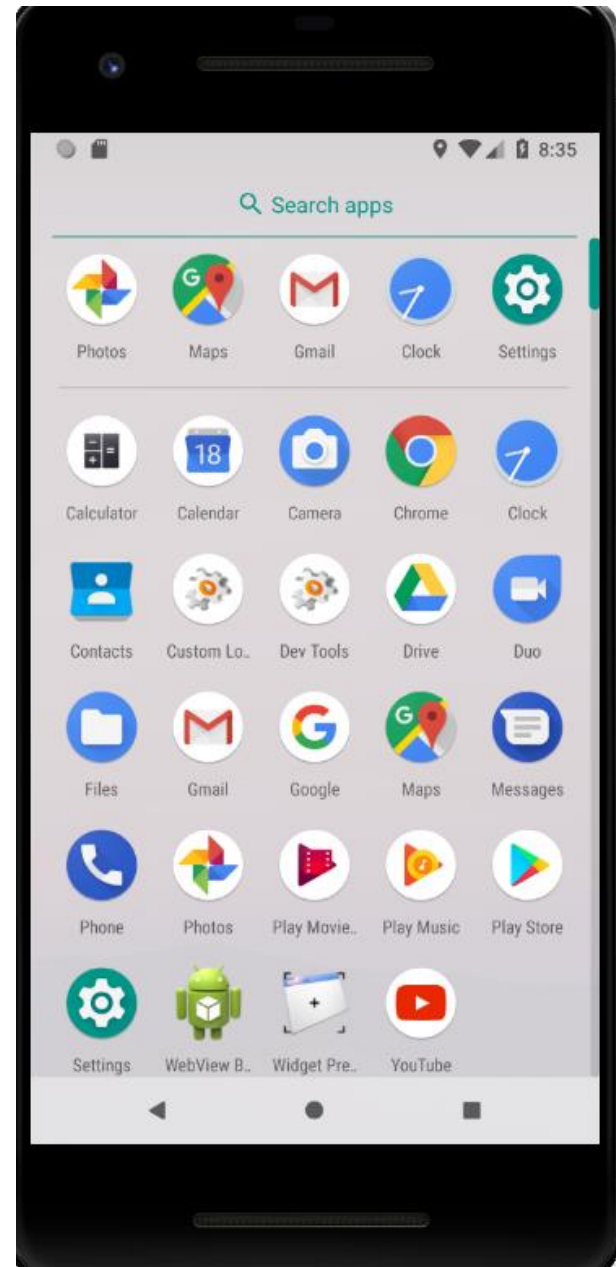 8:35
Search apps
Photos Maps Gmail Clock Settings
18
Calculator Calendar Camera Chrome Clock
Contacts Custom Lo.. Dev Tools Drive Duo
Files Gmail Google Maps Messages
Phone Photos Play Movie.. Play Music Play Store
Settings WebView B.. Widget Pre.. YouTube